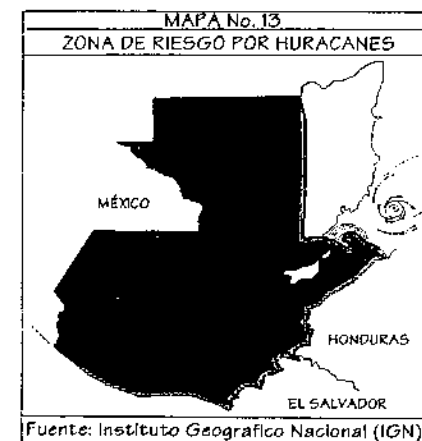 MAPA No. 13
ZONA DE RIESGO POR HURACANES
MÉXICO
HONDURAS
EL SALVADOR
Fuente: Instituto Geografico Nacional (IGN)